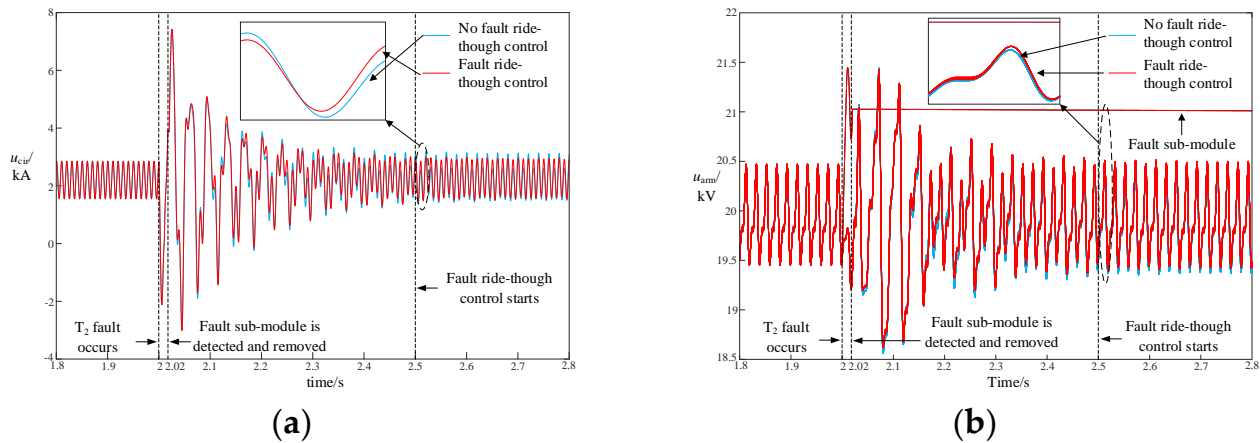 8
6
4
2
0
-2
-4
u_cir/
kA
No fault ride-
though control
Fault ride-
though control
Fault ride-though
control starts
T2 fault
occurs
Fault sub-module is
detected and removed
1.8 1.9 2 2.02 2.1 2.2 2.3 2.4 2.5 2.6 2.7 2.8
time/s
(a)
22
21.5
21.0
20.5
20
19.5
18.5
u_arm/
kV
No fault ride-
though control
Fault ride-
though control
Fault sub-module
T2 fault
occurs
Fault sub-module is
detected and removed
Fault ride-though
control starts
1.8 1.9 2 2.02 2.1 2.2 2.3 2.4 2.5 2.6 2.7 2.8
Time/s
(b)